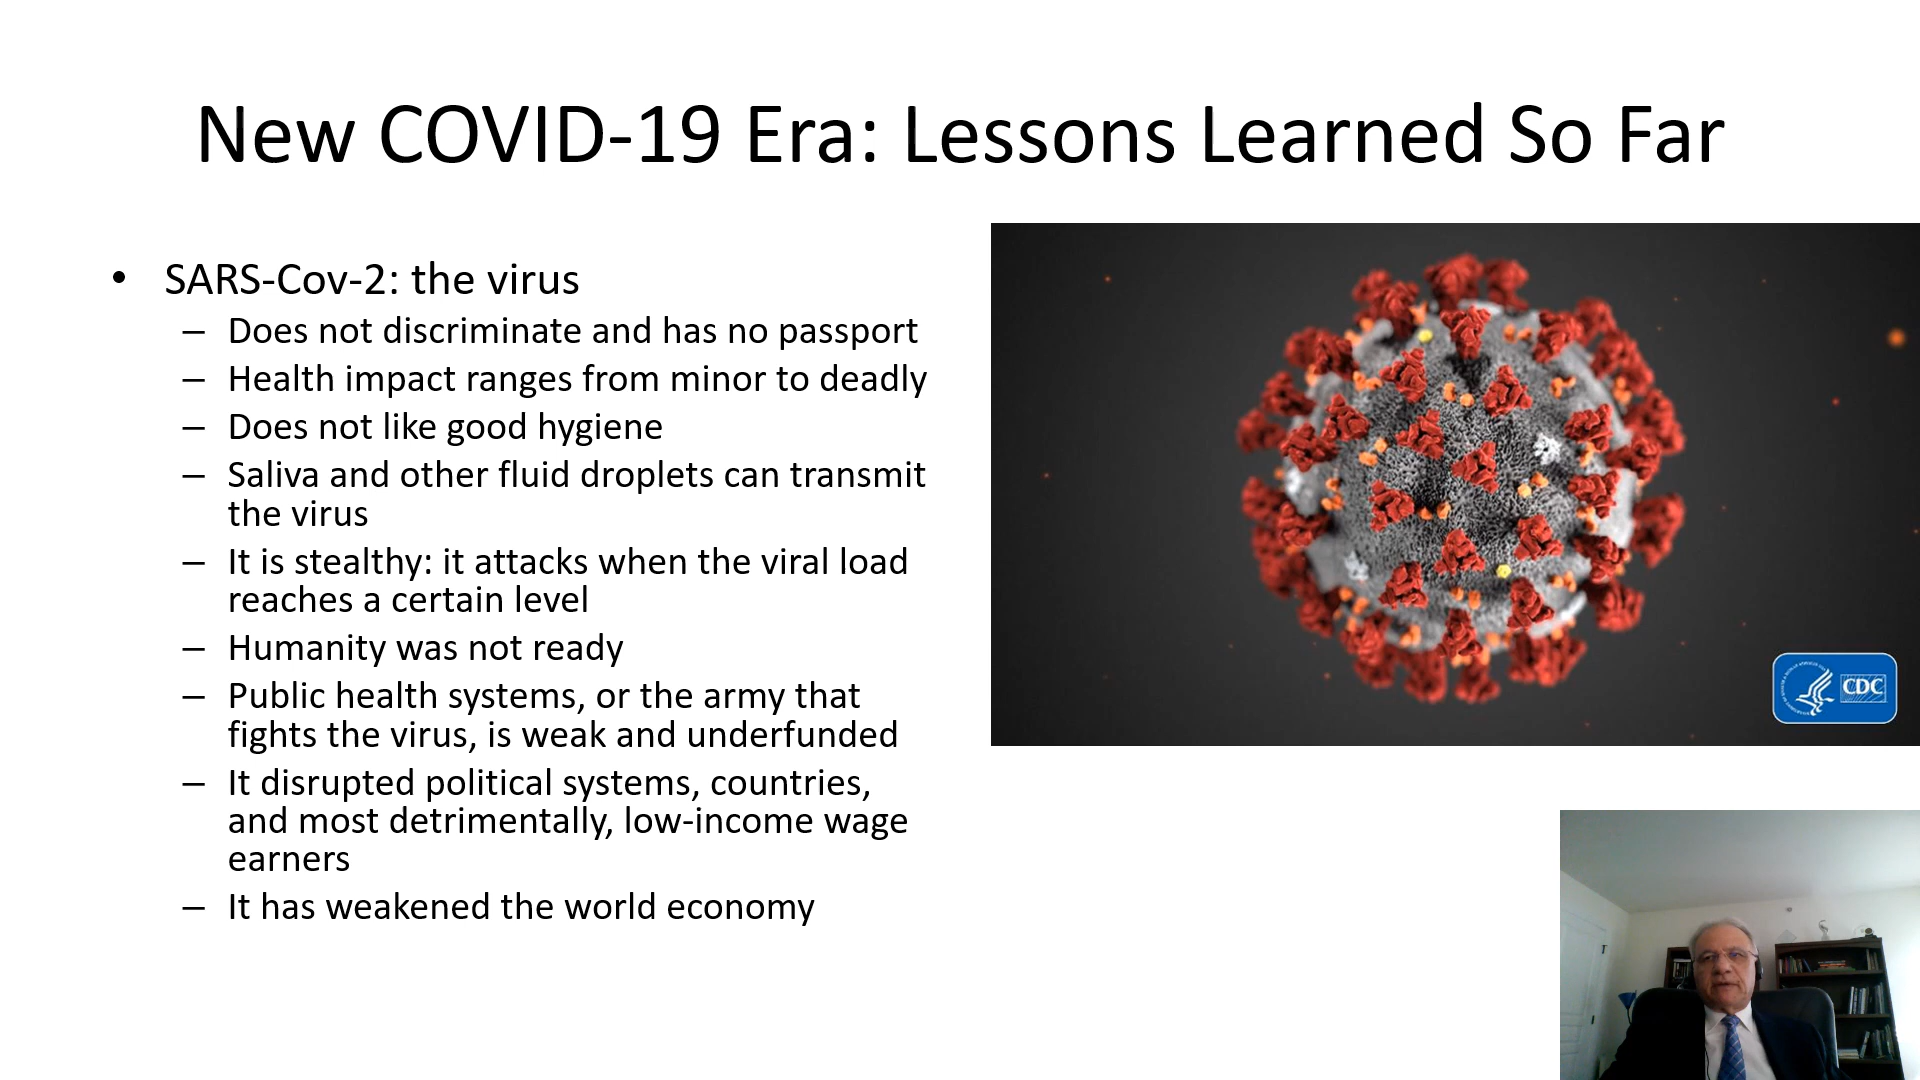 New COVID-19 Era: Lessons Learned So Far
• SARS-Cov-2: the virus
– Does not discriminate and has no passport
– Health impact ranges from minor to deadly
– Does not like good hygiene
– Saliva and other fluid droplets can transmit
the virus
– It is stealthy: it attacks when the viral load
reaches a certain level
– Humanity was not ready
– Public health systems, or the army that
fights the virus, is weak and underfunded
– It disrupted political systems, countries,
and most detrimentally, low-income wage
earners
– It has weakened the world economy
CDC